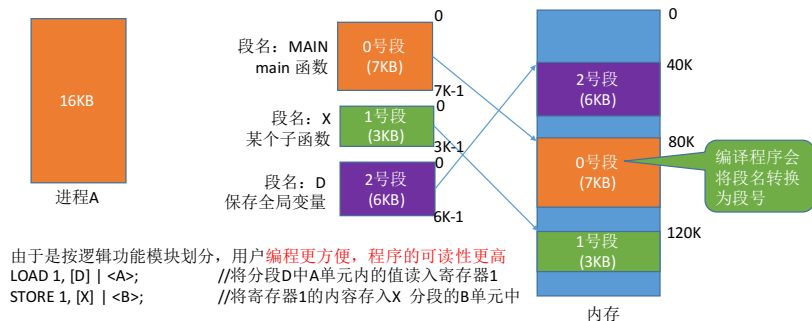 16KB
进程A
段名：MAIN
main 函数
0
0号段
(7KB)
7K-1
段名：X
某个子函数
0
1号段
(3KB)
3K-1
段名：D
保存全局变量
0
2号段
(6KB)
6K-1
0
40K
2号段
(6KB)
80K
0号段
(7KB)
120K
1号段
(3KB)
内存
编译程序会
将段名转换
为段号
由于是按逻辑功能模块划分，用户编程更方便，程序的可读性更高
LOAD 1, [D] | <A>; //将分段D中A单元内的值读入寄存器1
STORE 1, [X] | <B>; //将寄存器1的内容存入X 分段的B单元中